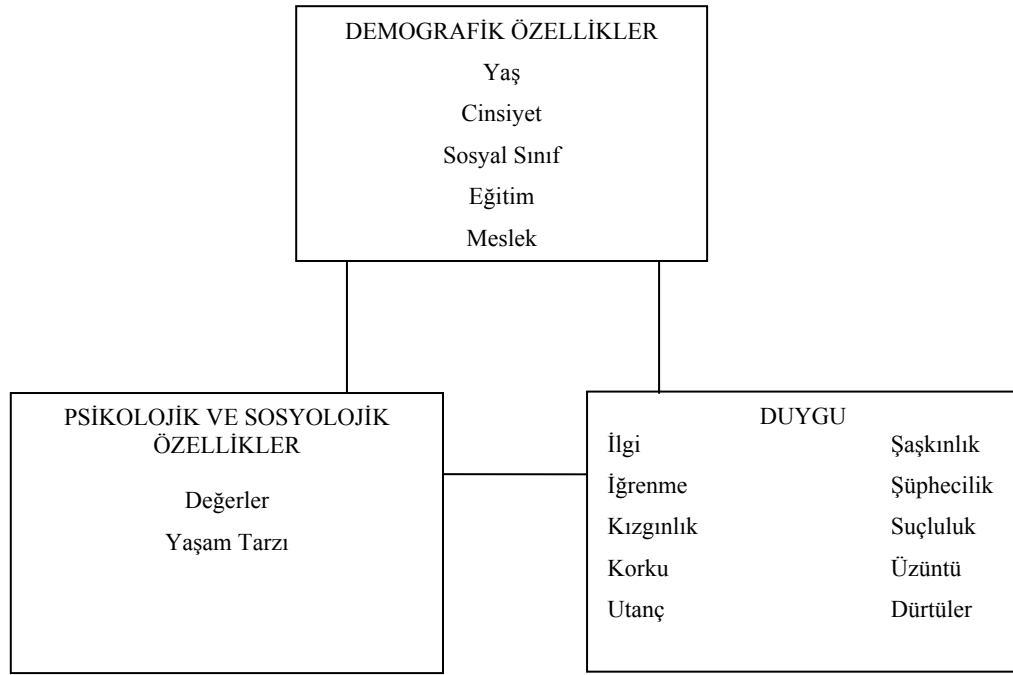 DEMOGRAFİK ÖZELLİKLER
Yaş
Cinsiyet
Sosyal Sınıf
Eğitim
Meslek
PSİKOLOJİK VE SOSYOLOJİK
ÖZELLİKLER
Değerler
Yaşam Tarzı
DUYGU
İlgi Şaşkınlık
İğrenme Şüphecilik
Kızgınlık Suçluluk
Korku Üzüntü
Utanç Dürtüler